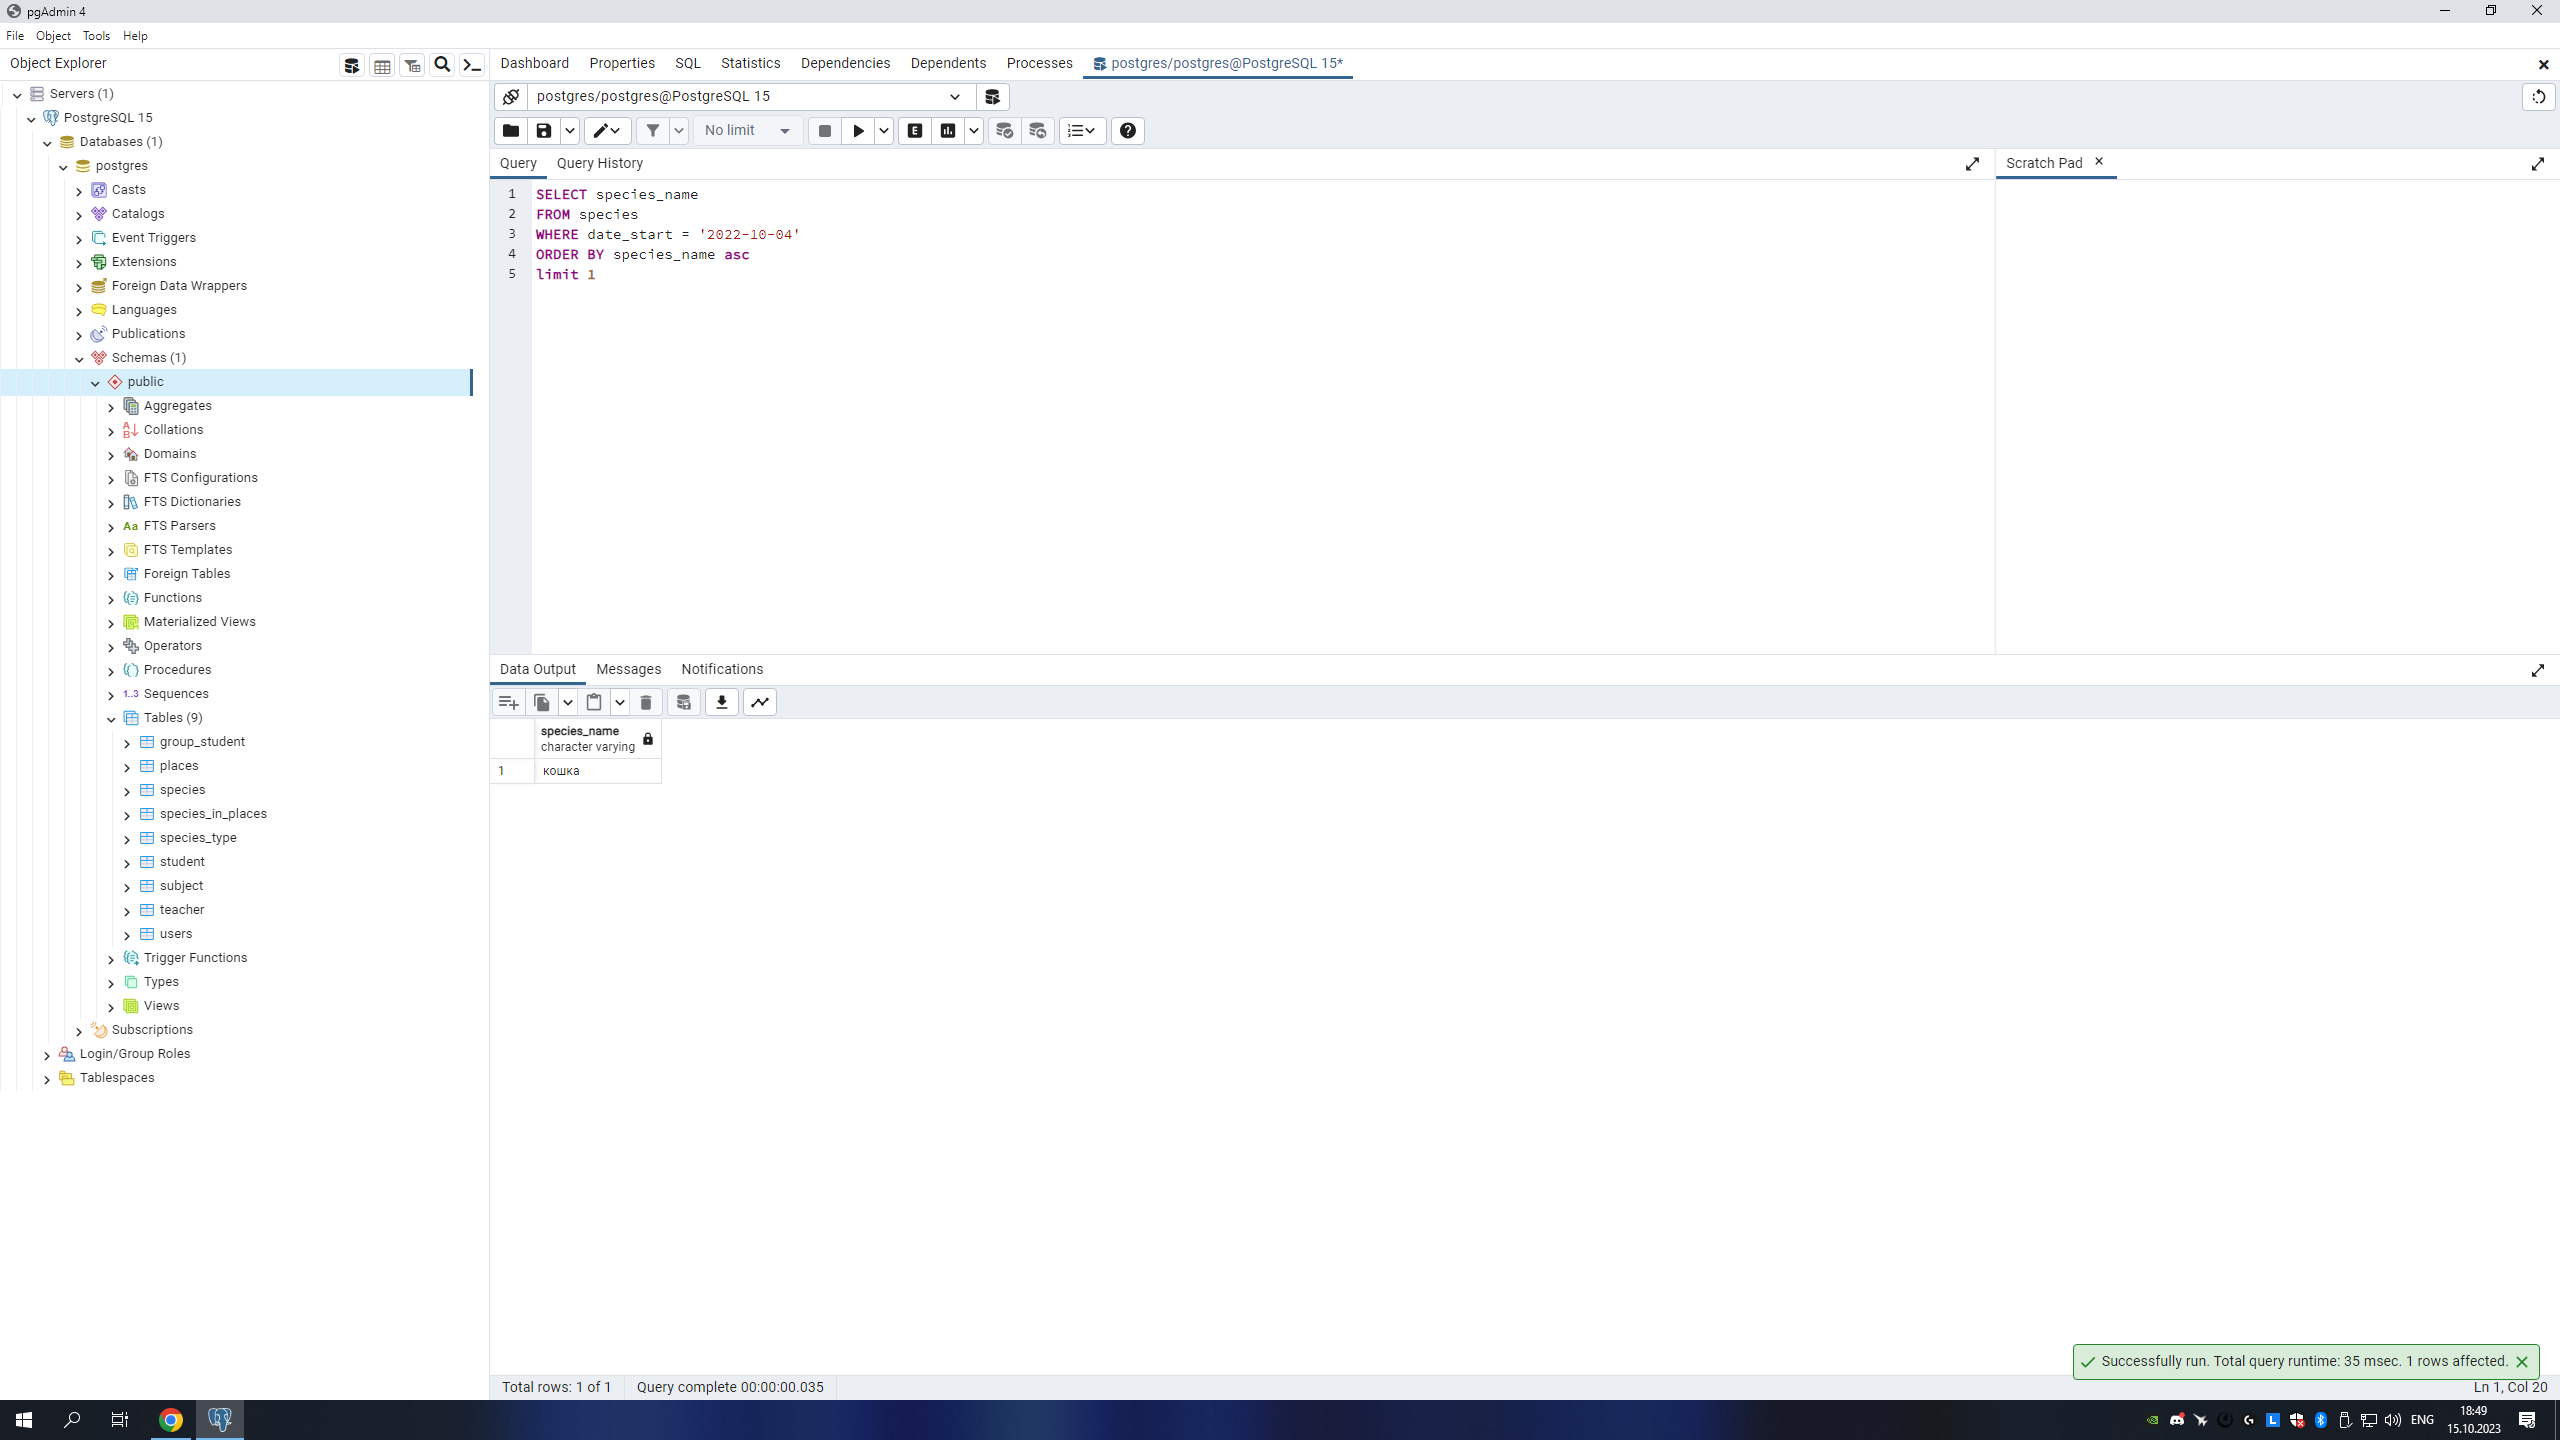 pgAdmin 4
File Object Tools Help
Object Explorer
Dashboard Properties SQL Statistics Dependencies Dependents Processes postgres/postgres@PostgreSQL 15*
Servers (1)
PostgreSQL 15
Databases (1)
postgres
Casts
Catalogs
Event Triggers
Extensions
Foreign Data Wrappers
Languages
Publications
Schemas (1)
public
Aggregates
Collations
Domains
FTS Configurations
FTS Dictionaries
FTS Parsers
FTS Templates
Foreign Tables
Functions
Materialized Views
Operators
Procedures
Sequences
Tables (9)
group_student
places
species
species_in_places
species_type
student
subject
teacher
users
Trigger Functions
Types
Views
Subscriptions
Login/Group Roles
Tablespaces
postgres/postgres@PostgreSQL 15
No limit
Query Query History
Scratch Pad
1 SELECT species_name
2 FROM species
3 WHERE date_start = '2022-10-04'
4 ORDER BY species_name asc
5 limit 1
Data Output Messages Notifications
species_name
character varying
1 кошка
Successfully run. Total query runtime: 35 msec. 1 rows affected.
Total rows: 1 of 1 Query complete 00:00:00.035 Ln 1, Col 20
ENG
18:49
15.10.2023